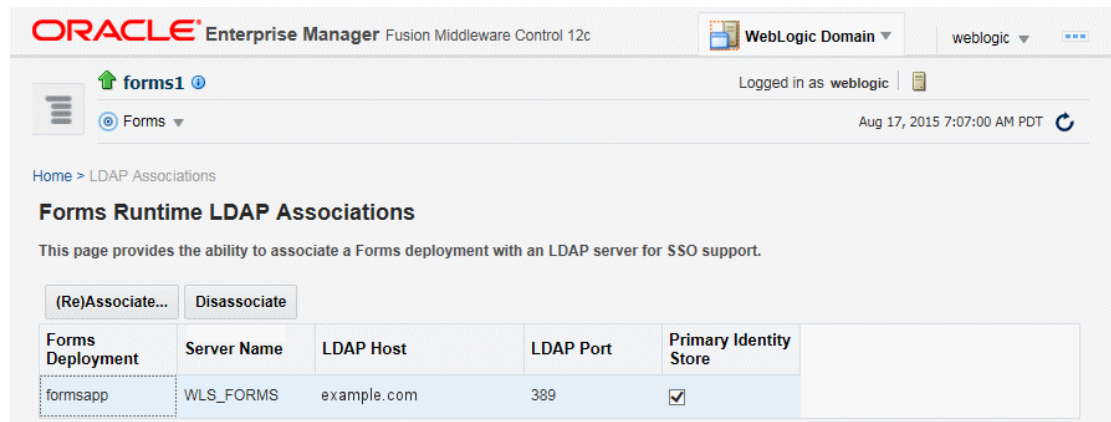 ORACLE Enterprise Manager Fusion Middleware Control 12c
WebLogic Domain
weblogic
forms1
Logged in as weblogic
Forms
Aug 17, 2015 7:07:00 AM PDT
Home > LDAP Associations
Forms Runtime LDAP Associations
This page provides the ability to associate a Forms deployment with an LDAP server for SSO support.
(Re)Associate... Disassociate
Forms Deployment Server Name LDAP Host LDAP Port Primary Identity Store
formsapp WLS_FORMS example.com 389